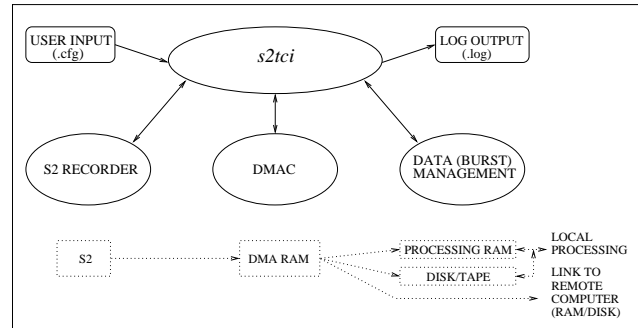 USER INPUT
(.cfg)
s2tci
LOG OUTPUT
(.log)
S2 RECORDER
DMAC
DATA (BURST)
MANAGEMENT
S2
DMA RAM
PROCESSING RAM
LOCAL
PROCESSING
DISK/TAPE
LINK TO
REMOTE
COMPUTER
(RAM/DISK)